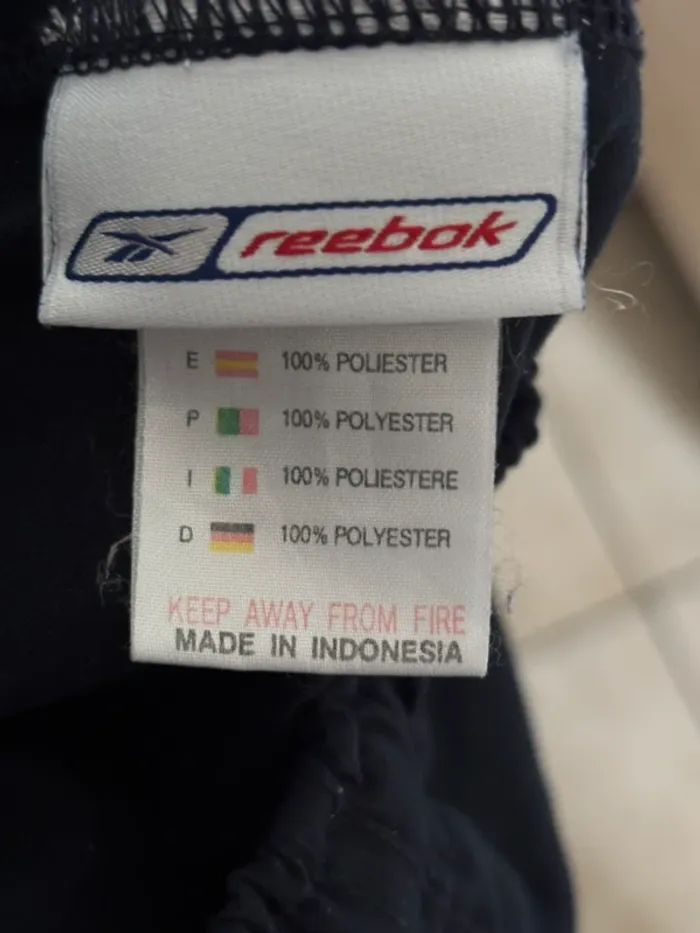 reebok
E 100% POLIESTER
P 100% POLYESTER
I 100% POLIESTERE
D 100% POLYESTER
KEEP AWAY FROM FIRE
MADE IN INDONESIA